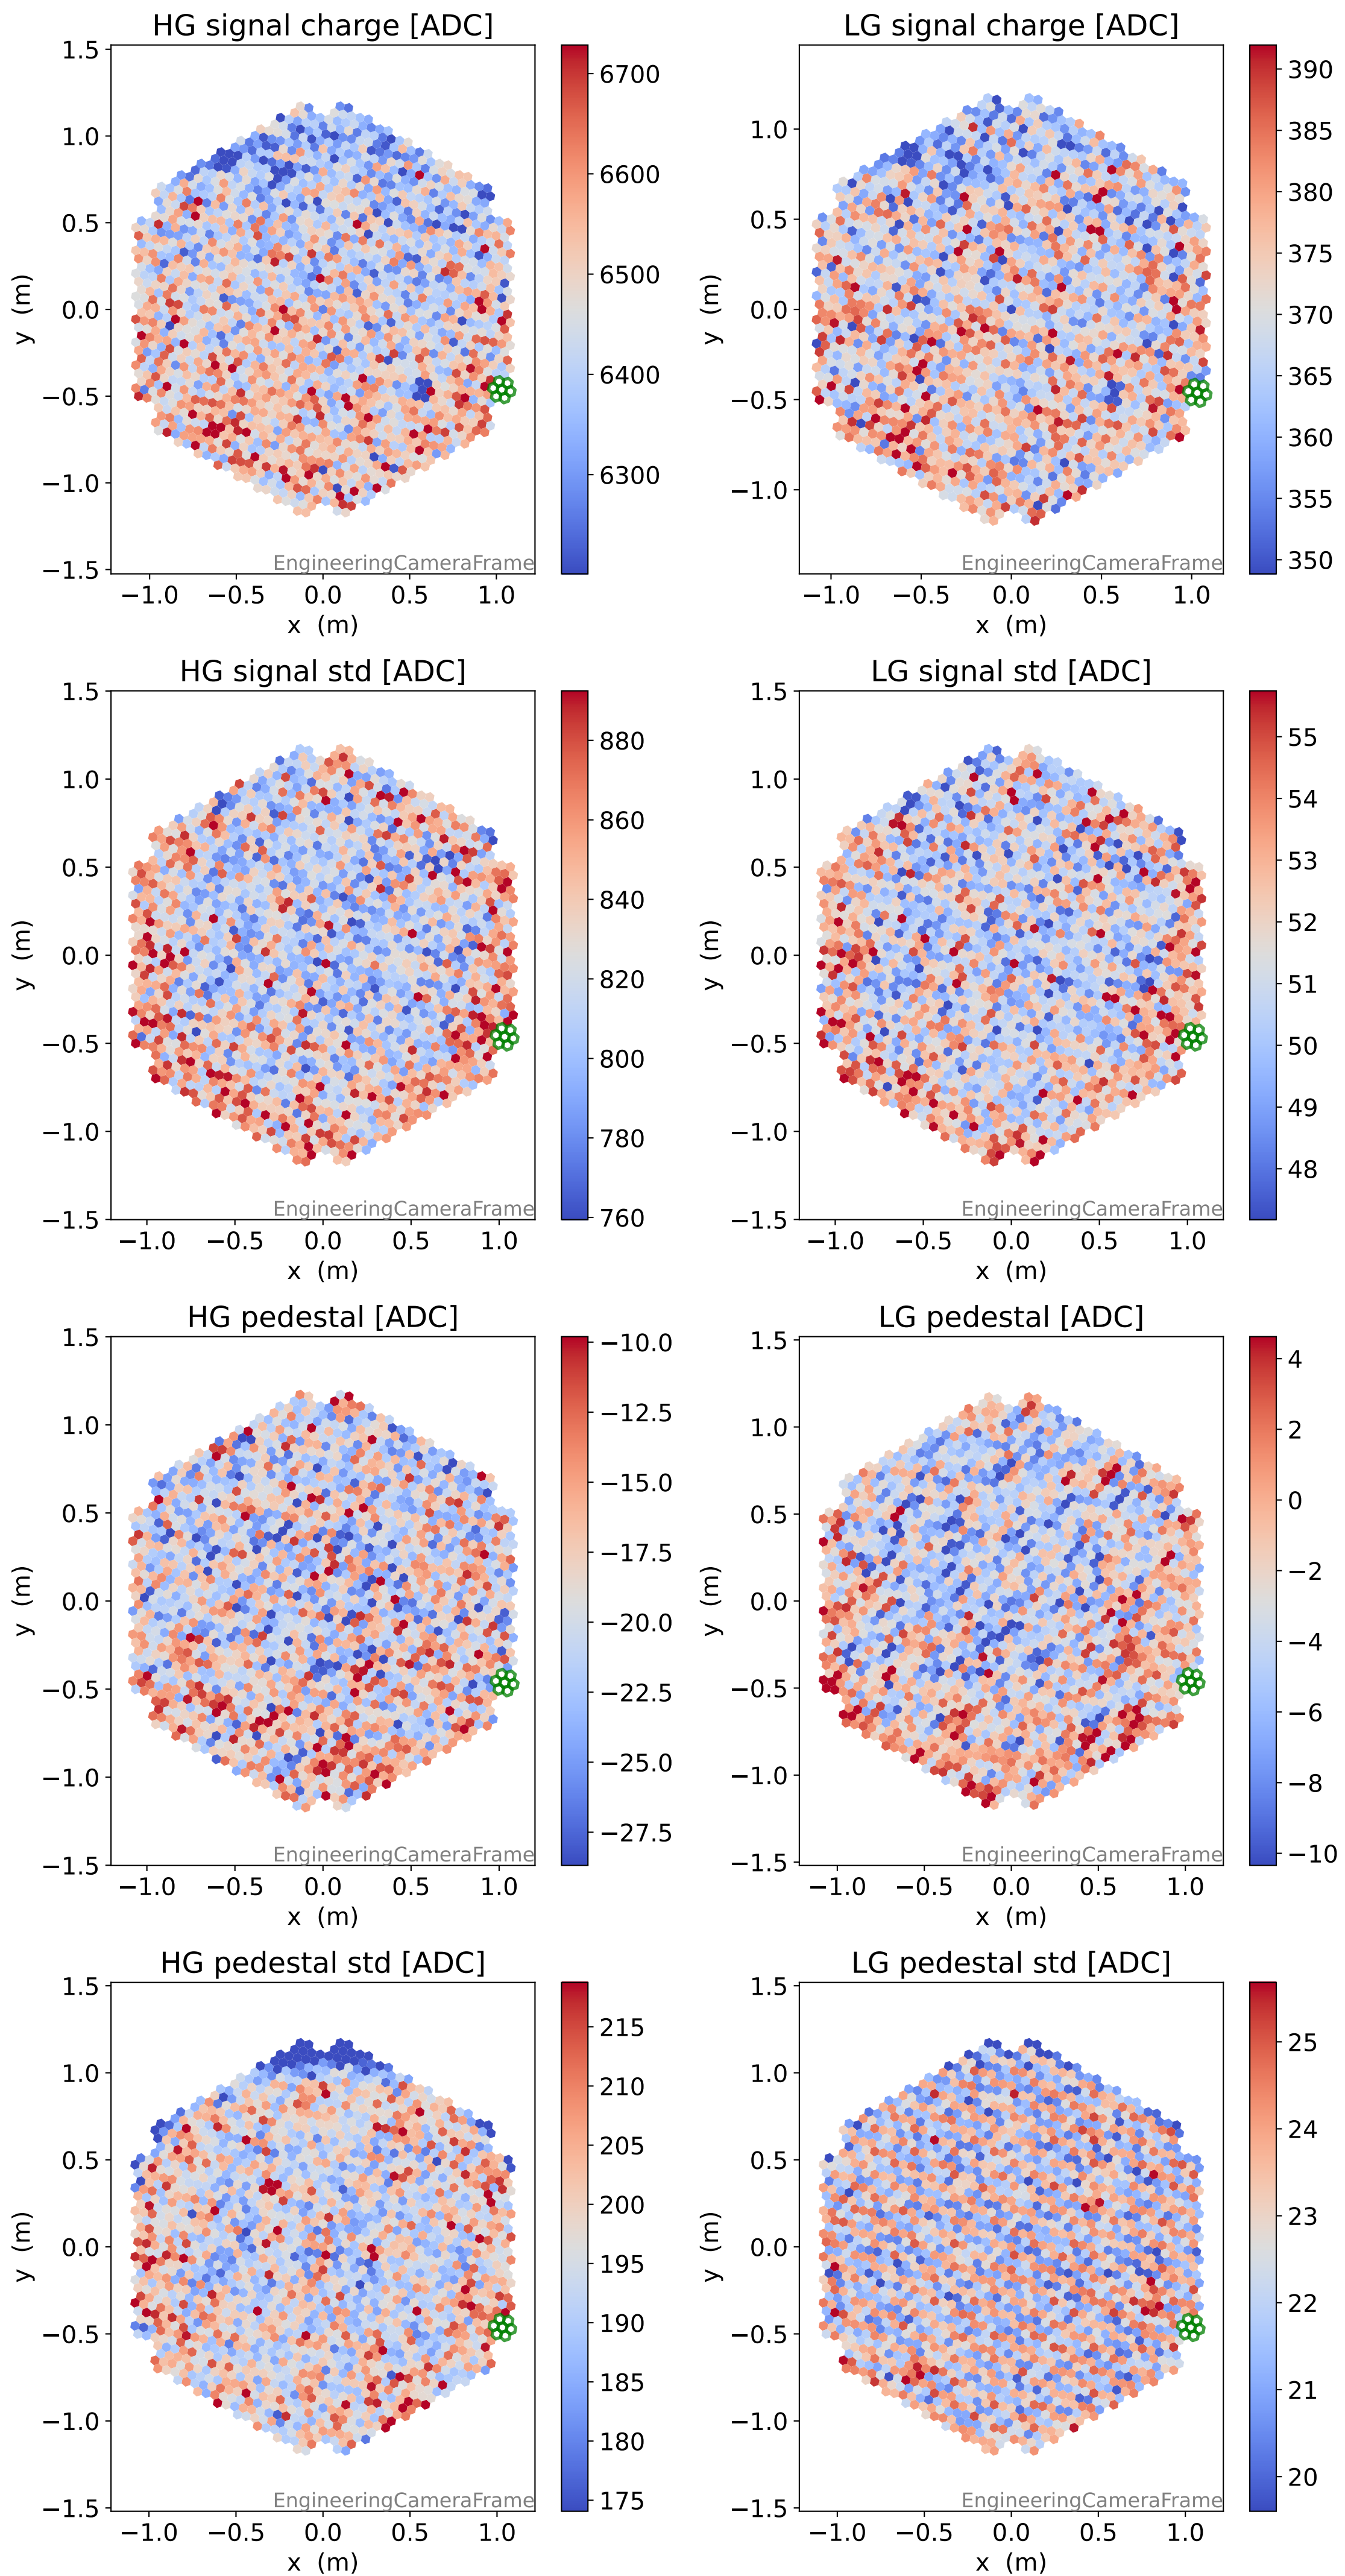 HG signal charge [ADC]
LG signal charge [ADC]
1.5
1.0
0.5
0.0
−0.5
−1.0
−1.5
y (m)
6700
6600
6500
6400
6300
1.0
0.5
0.0
−0.5
−1.0
y (m)
390
385
380
375
370
365
360
355
350
EngineeringCameraFrame
EngineeringCameraFrame
−1.0 −0.5 0.0 0.5 1.0
−1.0 −0.5 0.0 0.5 1.0
x (m)
x (m)
HG signal std [ADC]
LG signal std [ADC]
1.5
1.0
0.5
0.0
−0.5
−1.0
−1.5
y (m)
880
860
840
820
800
780
760
1.5
1.0
0.5
0.0
−0.5
−1.0
−1.5
y (m)
55
54
53
52
51
50
49
48
EngineeringCameraFrame
EngineeringCameraFrame
−1.0 −0.5 0.0 0.5 1.0
−1.0 −0.5 0.0 0.5 1.0
x (m)
x (m)
HG pedestal [ADC]
LG pedestal [ADC]
1.5
1.0
0.5
0.0
−0.5
−1.0
−1.5
y (m)
−10.0
−12.5
−15.0
−17.5
−20.0
−22.5
−25.0
−27.5
1.5
1.0
0.5
0.0
−0.5
−1.0
−1.5
y (m)
4
2
0
−2
−4
−6
−8
−10
EngineeringCameraFrame
EngineeringCameraFrame
−1.0 −0.5 0.0 0.5 1.0
−1.0 −0.5 0.0 0.5 1.0
x (m)
x (m)
HG pedestal std [ADC]
LG pedestal std [ADC]
1.5
1.0
0.5
0.0
−0.5
−1.0
−1.5
y (m)
215
210
205
200
195
190
185
180
175
1.5
1.0
0.5
0.0
−0.5
−1.0
−1.5
y (m)
25
24
23
22
21
20
EngineeringCameraFrame
EngineeringCameraFrame
−1.0 −0.5 0.0 0.5 1.0
−1.0 −0.5 0.0 0.5 1.0
x (m)
x (m)